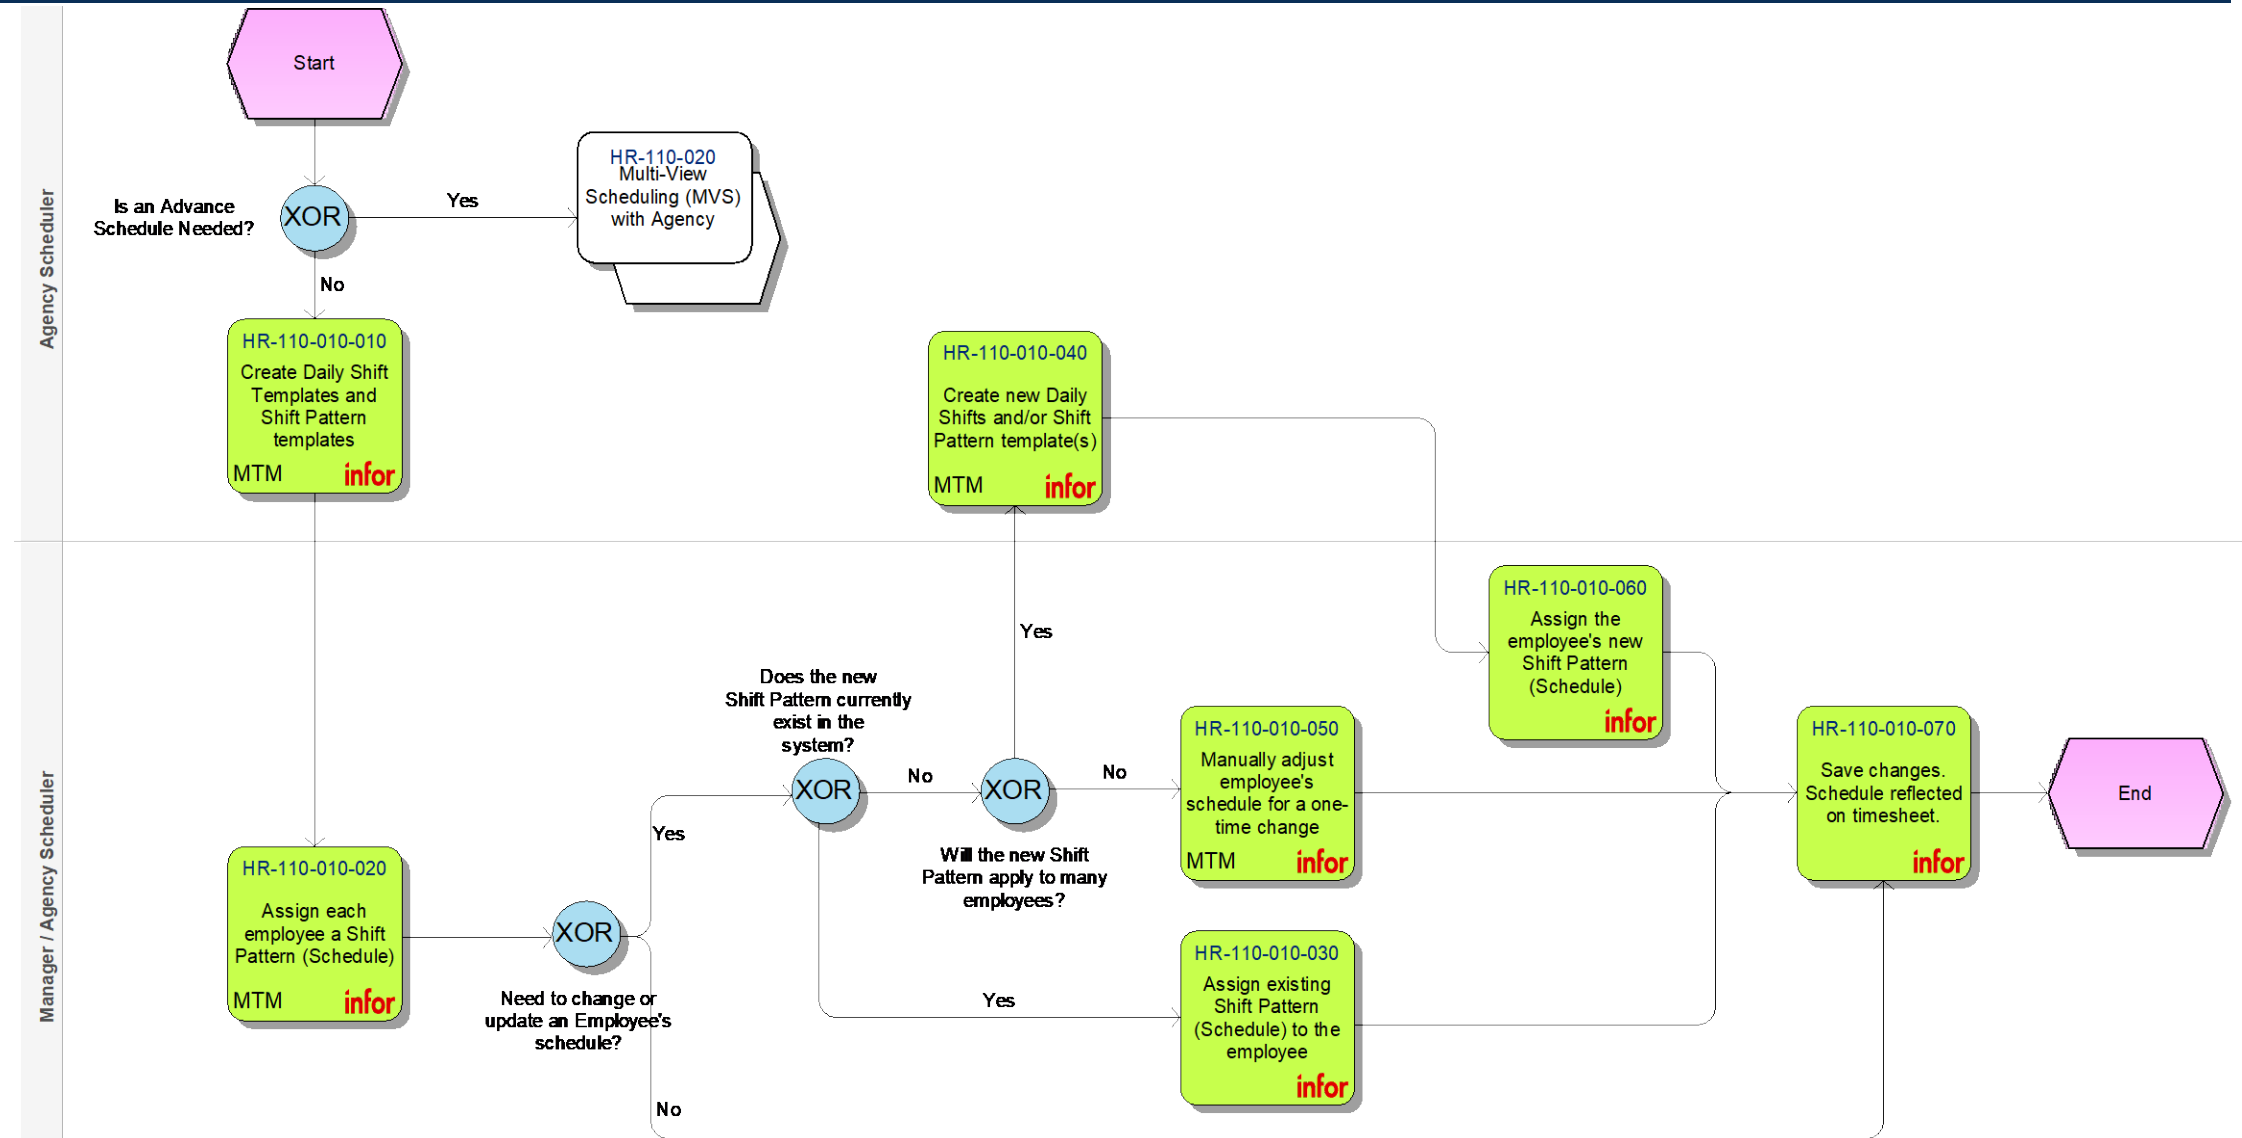 Agency Scheduler
Start
Is an Advance
Schedule Needed?
XOR
Yes
No
HR-110-020
Multi-View
Scheduling (MVS)
with Agency
HR-110-010-010
Create Daily Shift
Templates and
Shift Pattern
templates
MTM
infor
HR-110-010-040
Create new Daily
Shifts and/or Shift
Pattern template(s)
MTM
infor
Manager / Agency Scheduler
HR-110-010-020
Assign each
employee a Shift
Pattern (Schedule)
MTM
infor
XOR
Need to change or
update an Employee's
schedule?
Yes
No
Does the new
Shift Pattern currently
exist in the
system?
XOR
No
Yes
XOR
Will the new Shift
Pattern apply to many
employees?
Yes
No
HR-110-010-050
Manually adjust
employee's
schedule for a one-
time change
MTM
infor
HR-110-010-030
Assign existing
Shift Pattern
(Schedule) to the
employee
infor
HR-110-010-060
Assign the
employee's new
Shift Pattern
(Schedule)
infor
HR-110-010-070
Save changes.
Schedule reflected
on timesheet.
infor
End